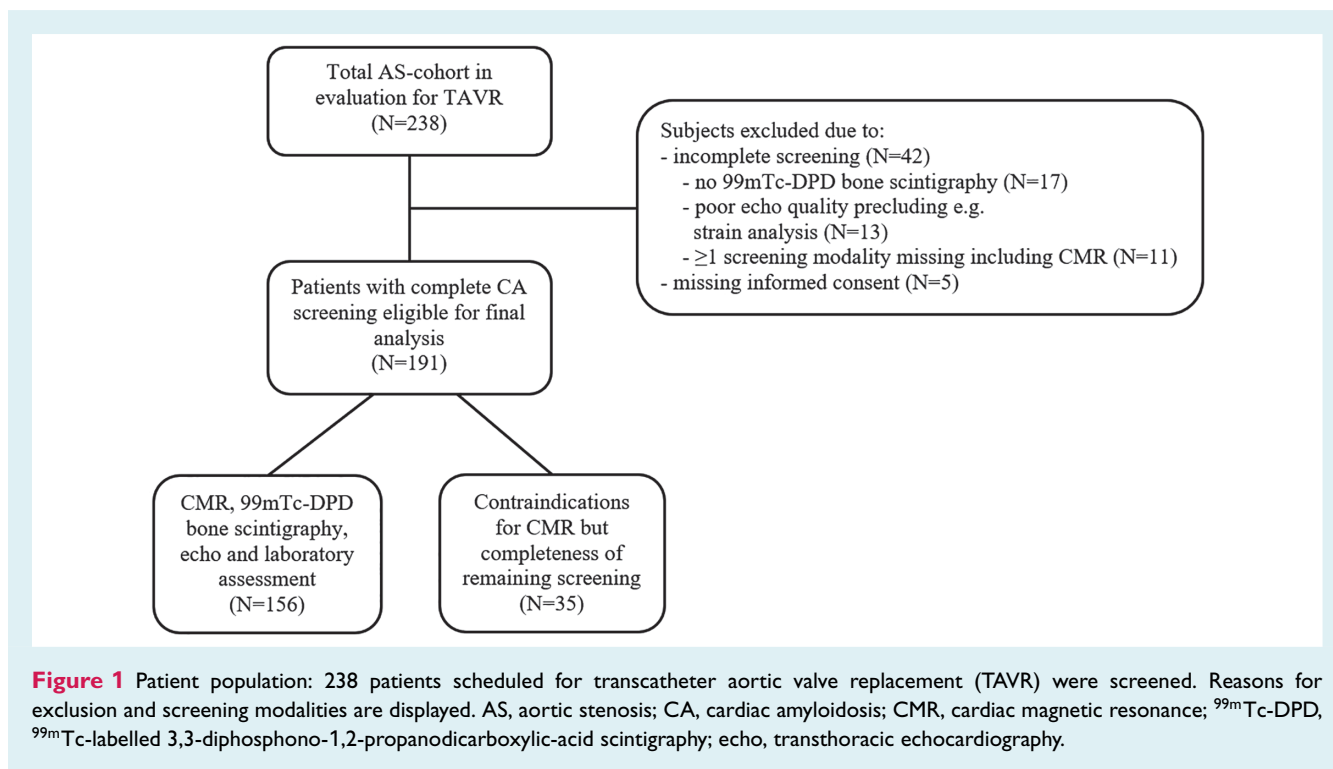 Total AS-cohort in
evaluation for TAVR
(N=238)
Subjects excluded due to:
- incomplete screening (N=42)
- no 99mTc-DPD bone scintigraphy (N=17)
- poor echo quality precluding e.g.
strain analysis (N=13)
- ≥1 screening modality missing including CMR (N=11)
- missing informed consent (N=5)
Patients with complete CA
screening eligible for final
analysis
(N=191)
CMR, 99mTc-DPD
bone scintigraphy,
echo and laboratory
assessment
(N=156)
Contraindications
for CMR but
completeness of
remaining screening
(N=35)
Figure 1 Patient population: 238 patients scheduled for transcatheter aortic valve replacement (TAVR) were screened. Reasons for
exclusion and screening modalities are displayed. AS, aortic stenosis; CA, cardiac amyloidosis; CMR, cardiac magnetic resonance; ⁹⁹ᵐTc-DPD,
⁹⁹ᵐTc-labelled 3,3-diphosphono-1,2-propanodicarboxylic-acid scintigraphy; echo, transthoracic echocardiography.